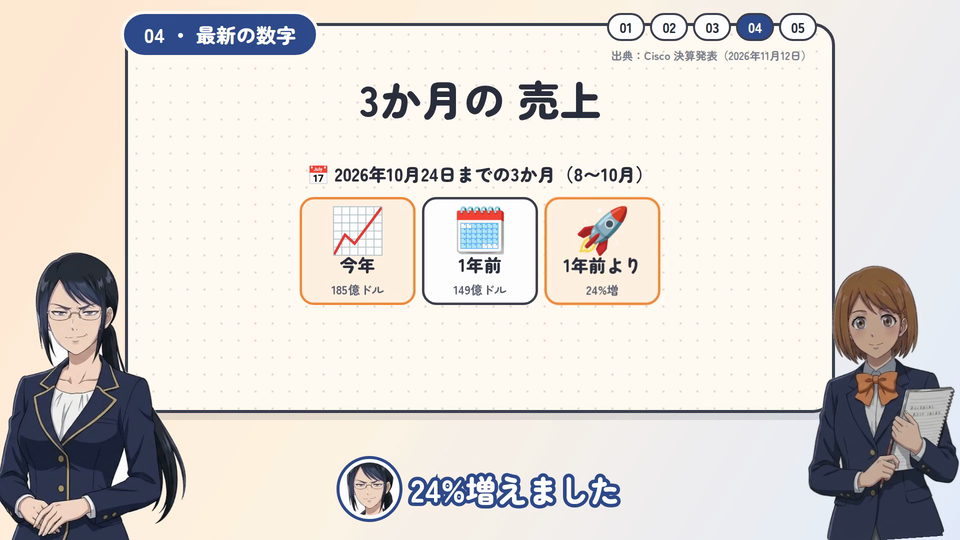 04 ・ 最新の数字
01 02 03 04 05
出典：Cisco 決算発表（2026年11月12日）
3か月の 売上
July 17 2026年10月24日までの3か月（8〜10月）
今年
185億ドル
1年前
149億ドル
1年前より
24%増
24%増えました